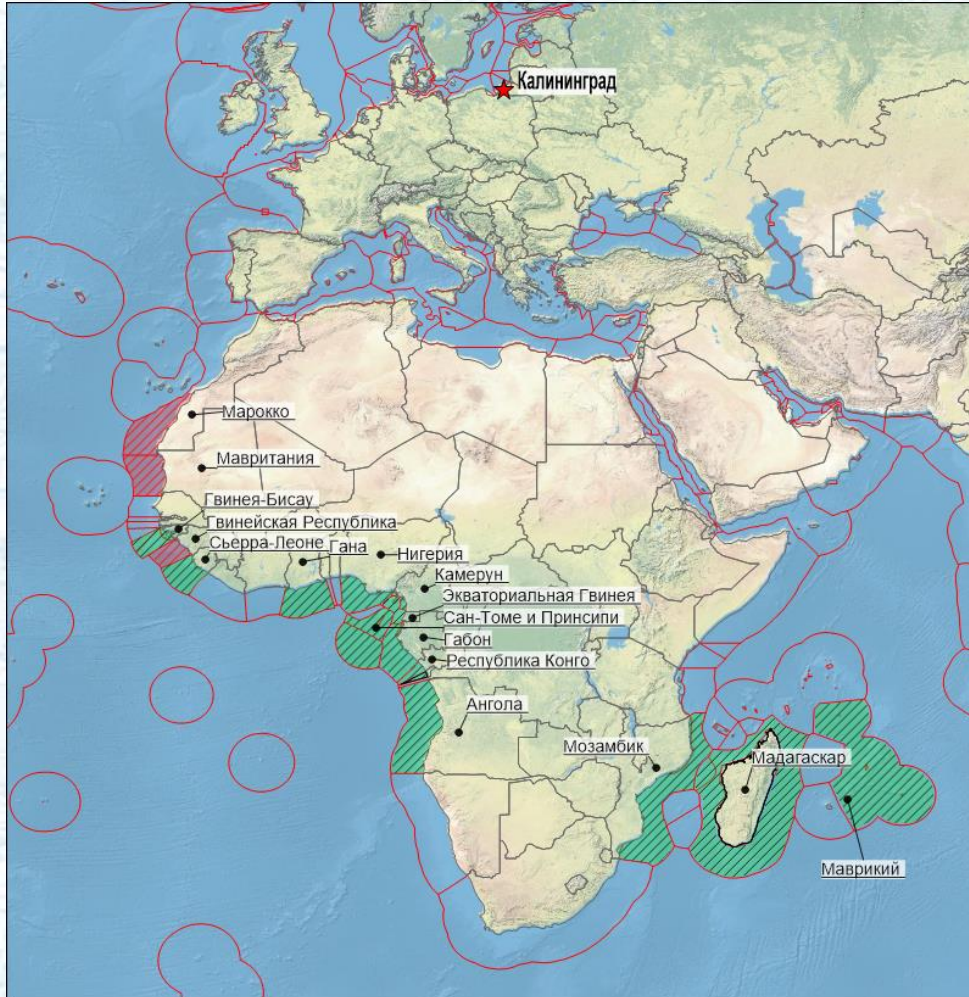 Калининград
Марокко
Мавритания
Гвинея-Бисау
Гвинейская Республика
Сьерра-Леоне
Гана
Нигерия
Камерун
Экваториальная Гвинея
Сан-Томе и Принсипи
Габон
Республика Конго
Ангола
Мозамбик
Мадагаскар
Маврикий